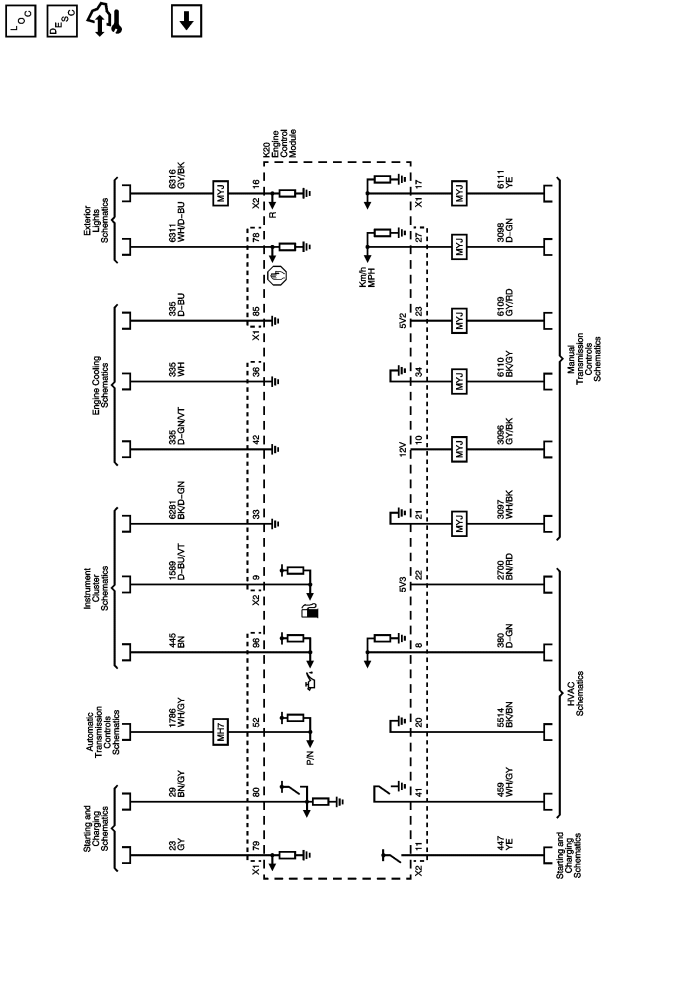 LOC
DESC
K20
Engine
Control
Module
Exterior
Lights
Schematics
6316
GY/BK
MYJ
16
X2
R
6311
WH/D-BU
78
Engine Cooling
Schematics
335
D-BU
85
X1
335
WH
36
335
D-GN/VT
42
Instrument
Cluster
Schematics
6281
BK/D-GN
33
1589
D-BU/VT
9
X2
445
BN
96
Automatic
Transmission
Controls
Schematics
1786
WH/GY
MH7
52
P/N
Starting and
Charging
Schematics
29
BN/GY
80
23
GY
79
X1
17
X1
MYJ
6111
YE
Km/h
MPH
27
MYJ
3098
D-GN
5V2
23
MYJ
6109
GY/RD
34
MYJ
6110
BK/GY
12V
10
MYJ
3096
GY/BK
21
MYJ
3097
WH/BK
Manual
Transmission
Controls
Schematics
5V3
22
2700
BN/RD
8
380
D-GN
20
5514
BK/BN
41
459
WH/GY
HVAC
Schematics
11
X2
447
YE
Starting and
Charging
Schematics